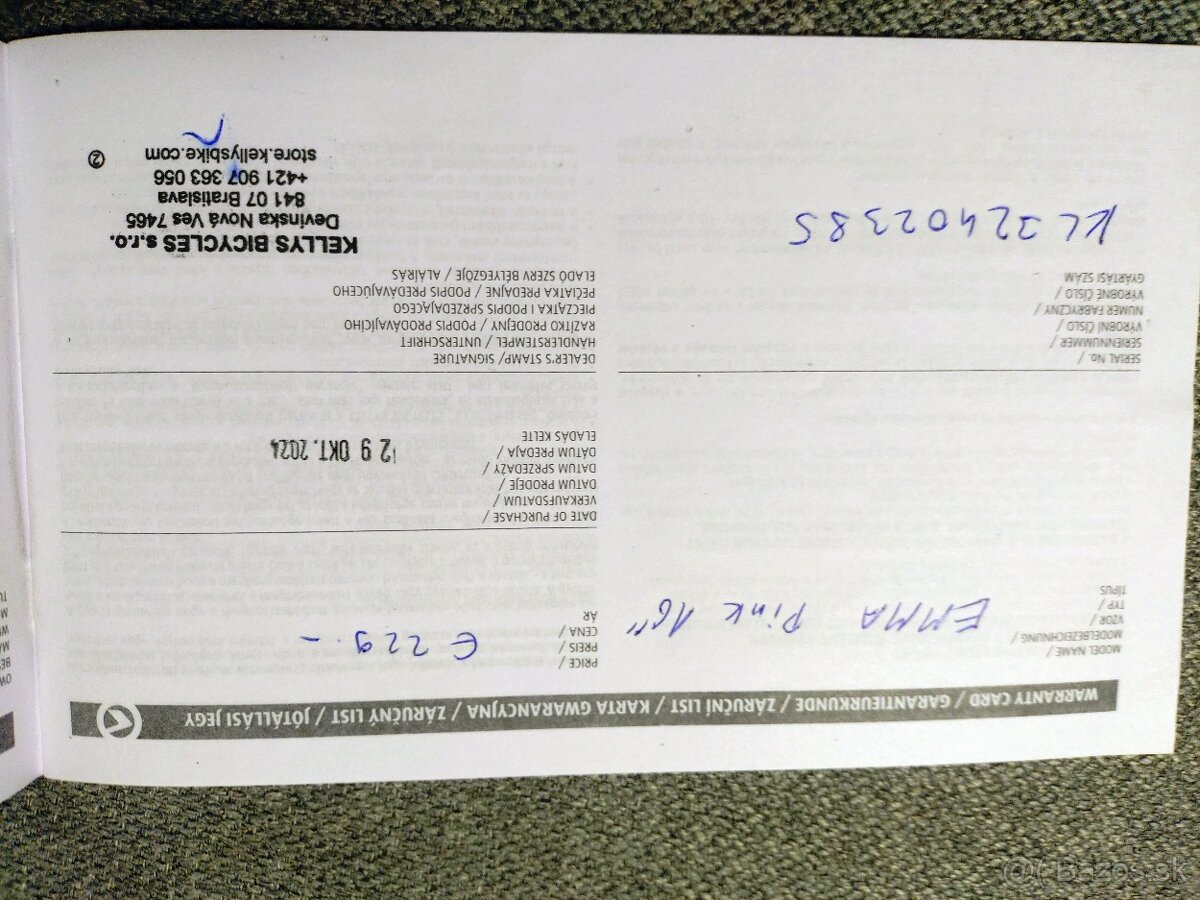 WARRANTY CARD / GARANTIEURKUNDE / ZÁRUČNÍ LIST / KARTA GWARANCYJNA / ZÁRUČNÝ LIST / JÓTÁLLÁSI JEGY
MODEL NAME /
MODELBEZEICHNUNG /
VZOR /
TYP /
TÍPUS
EMMA Pink 16"
PRICE /
PREIS /
CENA /
ÁR
€ 229.-
DATE OF PURCHASE /
VERKAUFSDATUM /
DATUM PRODEJE /
DATUM SPRZEDAŻY /
DÁTUM PREDAJA /
ELADÁS KELTE
29 OKT. 2024
SERIAL No. /
SERIENNUMMER /
VÝROBNÍ ČÍSLO /
NUMER FABRYCZNY /
VÝROBNÉ ČÍSLO /
GYÁRTÁSI SZÁM
DEALER'S STAMP/ SIGNATURE
HÄNDLERSTEMPEL / UNTERSCHRIFT
RAZÍTKO PRODEJNY / PODPIS PRODÁVAJÍCÍHO
PIECZĄTKA I PODPIS SPRZEDAJĄCEGO
PEČIATKA PREDAJNE / PODPIS PREDÁVAJÚCEHO
ELADÓ SZERV BÉLYEGZŐJE / ALÁÍRÁS
KELLYS BICYCLES s.r.o.
Devínska Nová Ves 7465
841 07 Bratislava
+421 907 363 056
store.kellysbike.com
②
Bazos.sk